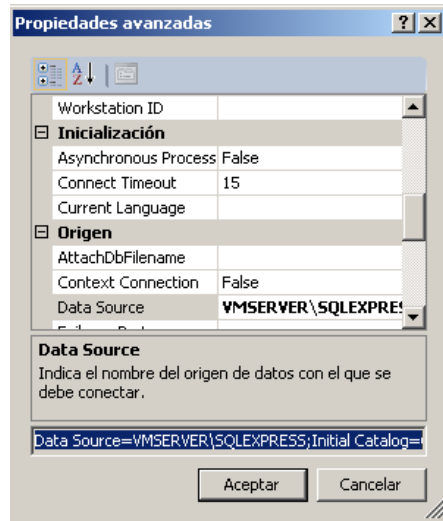 Propiedades avanzadas
Workstation ID
Inicialización
Asynchronous Process False
Connect Timeout 15
Current Language
Origen
AttachDbFilename
Context Connection False
Data Source VMSERVER\SQLEXPRES
Data Source
Indica el nombre del origen de datos con el que se
debe conectar.
Data Source=VMSERVER\SQLEXPRESS;Initial Catalog=
Aceptar Cancelar